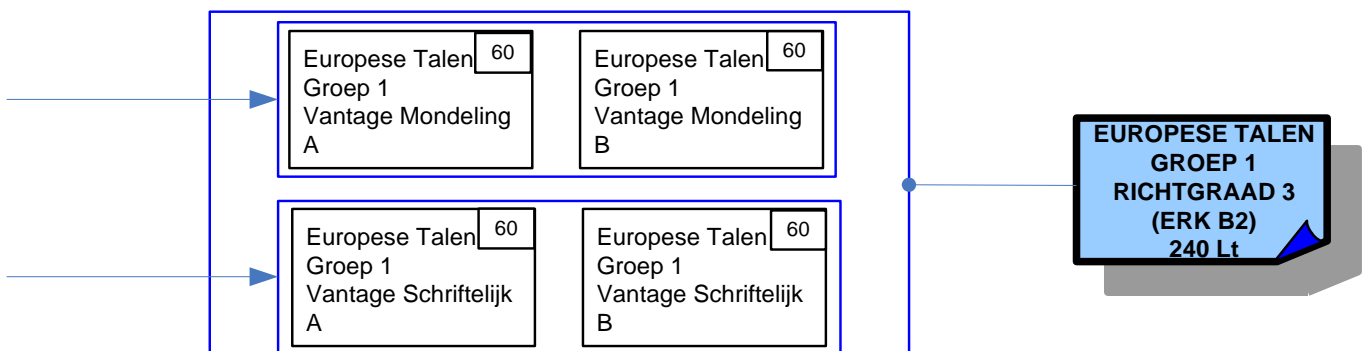 Europese Talen 60
Groep 1
Vantage Mondeling
A
Europese Talen 60
Groep 1
Vantage Mondeling
B
Europese Talen 60
Groep 1
Vantage Schriftelijk
A
Europese Talen 60
Groep 1
Vantage Schriftelijk
B
EUROPESE TALEN
GROEP 1
RICHTGRAAD 3
(ERK B2)
240 Lt